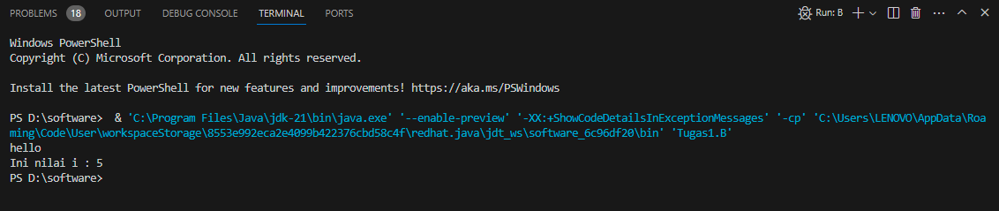 PROBLEMS 18 OUTPUT DEBUG CONSOLE TERMINAL PORTS Run: B
Windows PowerShell
Copyright (C) Microsoft Corporation. All rights reserved.
Install the latest PowerShell for new features and improvements! https://aka.ms/PSWindows
PS D:\software>  & 'C:\Program Files\Java\jdk-21\bin\java.exe' '--enable-preview' '-XX:+ShowCodeDetailsInExceptionMessages' '-cp' 'C:\Users\LENOVO\AppData\Roa
ming\Code\User\workspaceStorage\8553e992eca2e4099b422376cbd58c4f\redhat.java\jdt_ws\software_6c96df20\bin' 'Tugas1.B'
hello
Ini nilai i : 5
PS D:\software>